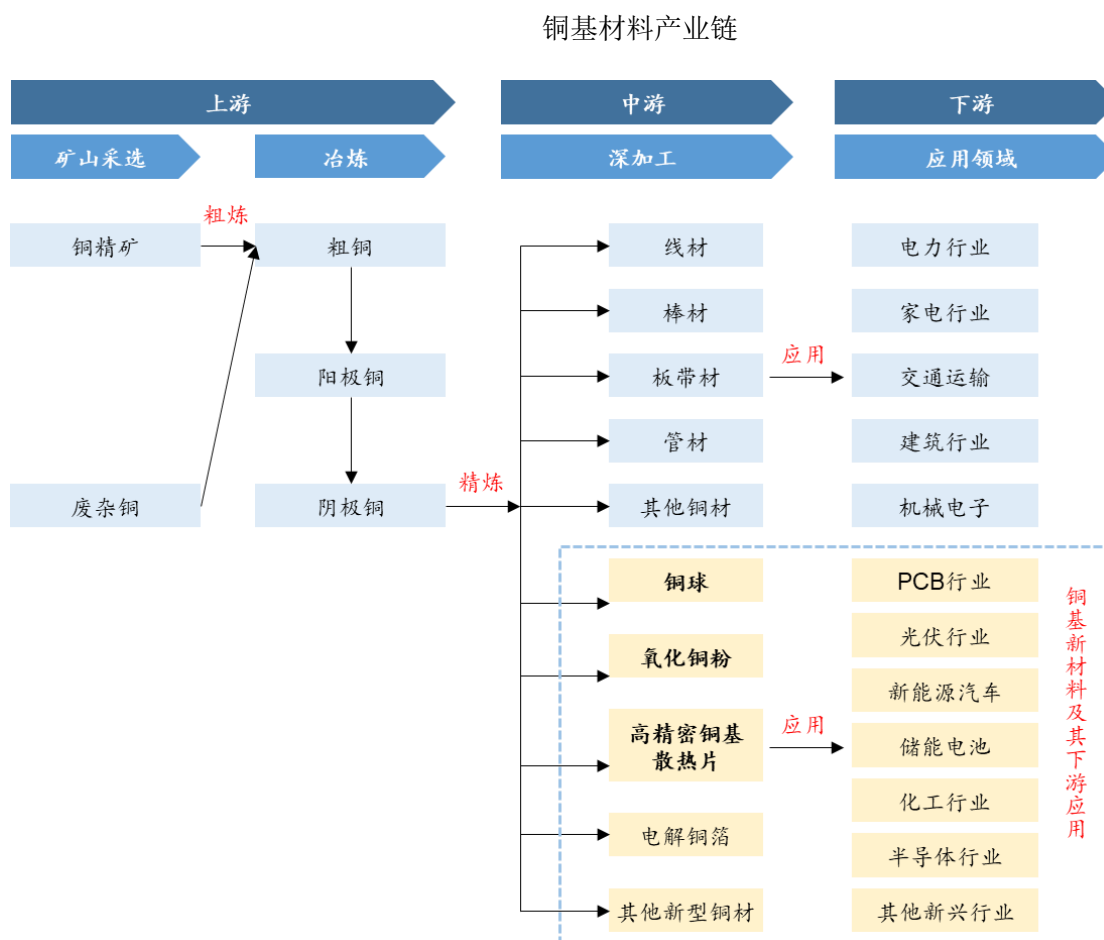 铜基材料产业链
上游
中游
下游
矿山采选
冶炼
深加工
应用领域
粗炼
铜精矿
粗铜
线材
电力行业
棒材
家电行业
应用
阳极铜
板带材
交通运输
管材
建筑行业
精炼
废杂铜
阴极铜
其他铜材
机械电子
铜球
PCB行业
氧化铜粉
光伏行业
新能源汽车
高精密铜基
散热片
应用
储能电池
化工行业
电解铜箔
半导体行业
其他新型铜材
其他新兴行业
铜基新材料及其下游应用